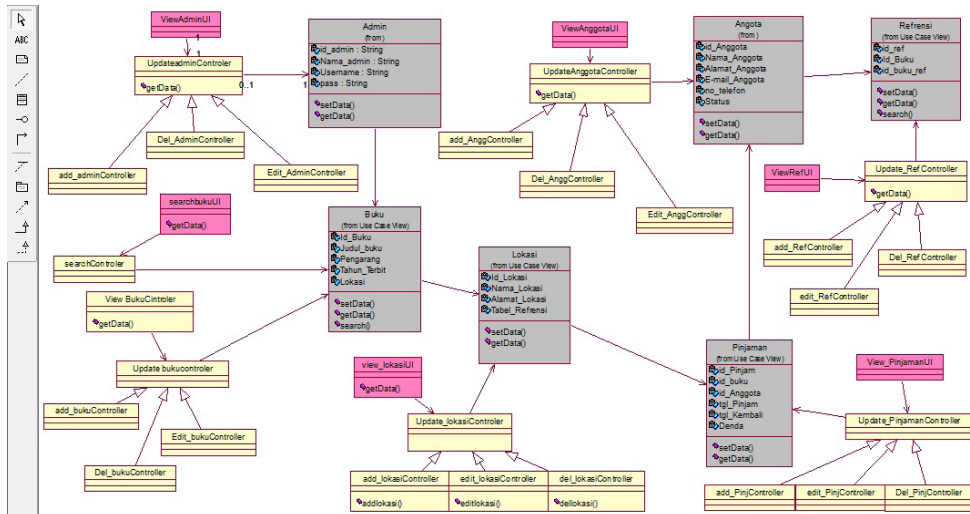 ABC
ViewAdminUI
1
1
UpdateadminControler
getData()
0..1
1
add_adminController
Del_AdminController
Edit_AdminController
Admin
(from )
id_admin : String
Nama_admin : String
Username : String
pass : String
setData()
getData()
ViewAnggotaUI
UpdateAnggotaController
getData()
add_AnggController
Del_AnggController
Edit_AnggController
Angota
(from )
id_Anggota
Nama_Anggota
Alamat_Anggota
E-mail_Anggota
no_telefon
Status
setData()
getData()
Refrensi
(from Use Case View)
id_ref
Id_Buku
id_buku_ref
setData()
getData()
search()
ViewRefUI
Update_RefController
getData()
add_RefController
edit_RefController
Del_RefController
searchbukuUI
getData()
searchControler
View BukuCintroler
getData()
Update bukucontroler
add_bukuController
Edit_bukuController
Del_bukuController
Buku
(from Use Case View)
Id_Buku
Judul_buku
Pengarang
Tahun_Terbit
Lokasi
setData()
getData()
search()
Lokasi
(from Use Case View)
Id_Lokasi
Nama_Lokasi
Alamat_Lokasi
Tabel_Refrensi
setData()
getData()
view_lokasiUI
getData()
Update_lokasiControler
add_lokasiController
addlokasi()
edit_lokasiController
editlokasi()
del_lokasiController
dellokasi()
Pinjaman
(from Use Case View)
id_Pinjam
id_buku
id_Anggota
tgl_Pinjam
tgl_Kembali
Denda
setData()
getData()
View_PinjamanUI
Update_PinjamanController
add_PinjController
edit_PinjController
Del_PinjController